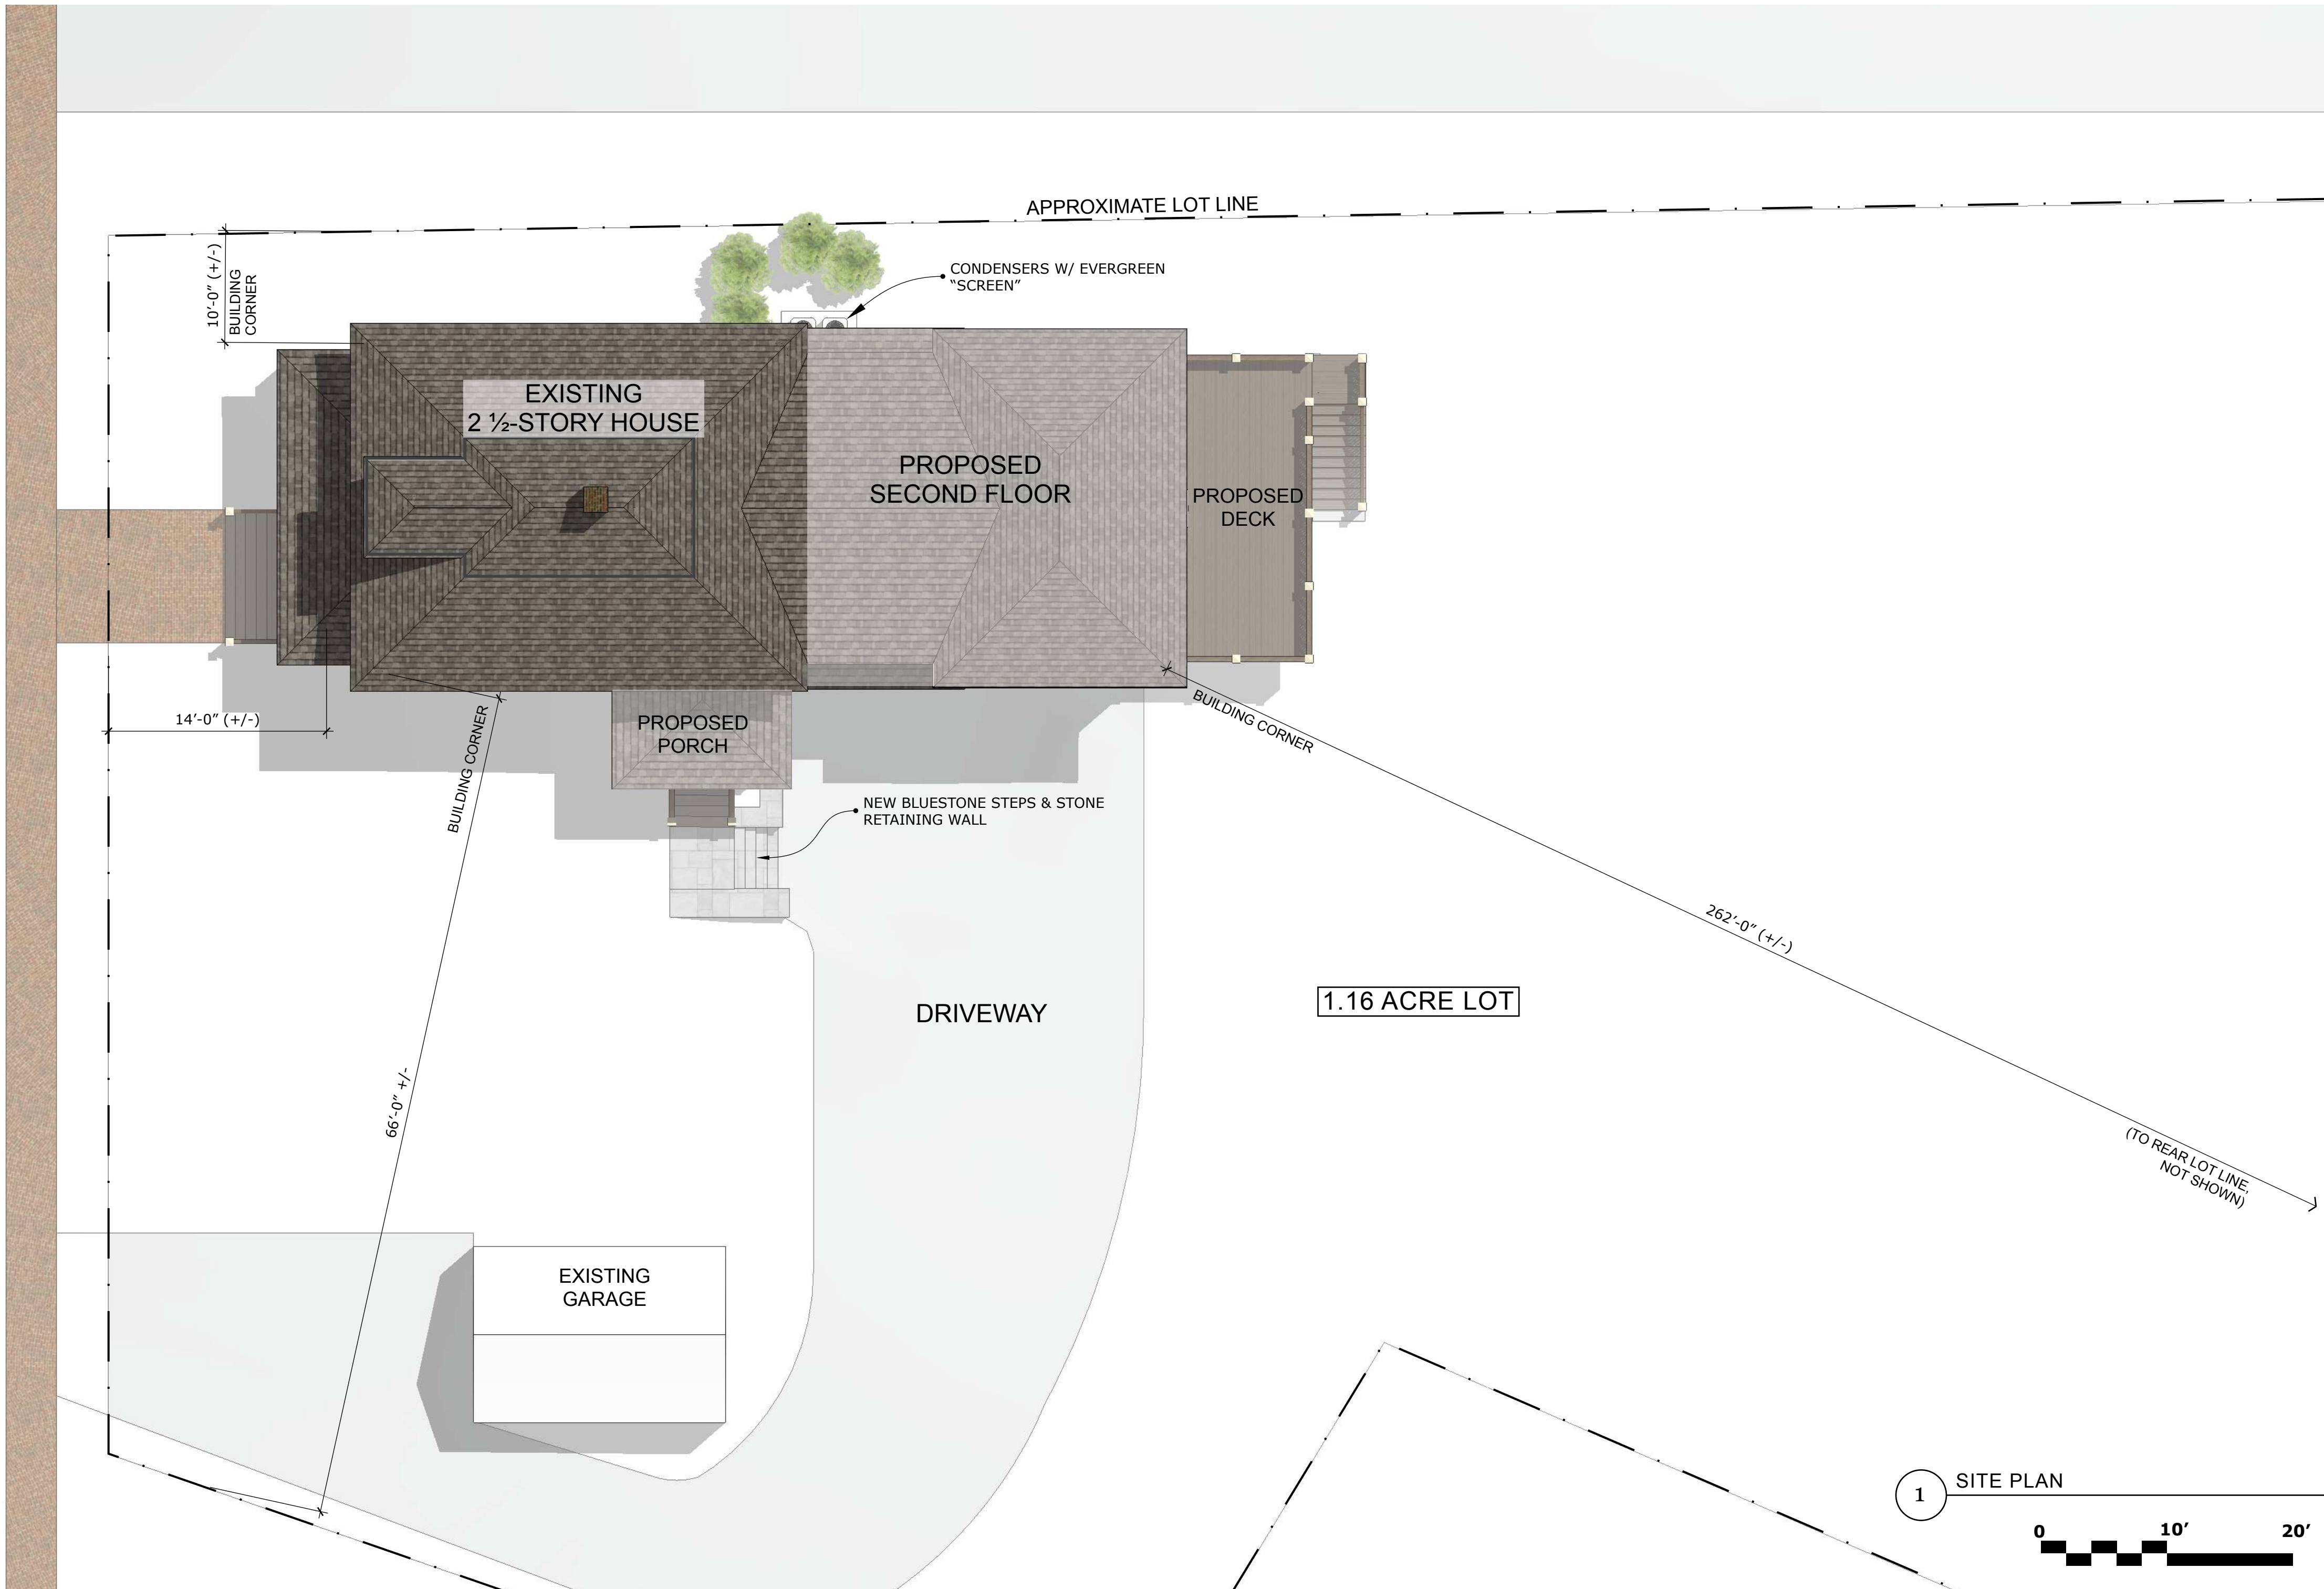 APPROXIMATE LOT LINE
10’-0” (+/-)
BUILDING
CORNER
CONDENSERS W/ EVERGREEN
“SCREEN”
EXISTING
2 ½-STORY HOUSE
PROPOSED
SECOND FLOOR
PROPOSED
DECK
14’-0” (+/-)
BUILDING CORNER
PROPOSED
PORCH
BUILDING CORNER
NEW BLUESTONE STEPS & STONE
RETAINING WALL
262’-0” (+/-)
DRIVEWAY
1.16 ACRE LOT
66’-0” +/-
(TO REAR LOT LINE,
NOT SHOWN)
EXISTING
GARAGE
1
SITE PLAN
0 10’ 20’